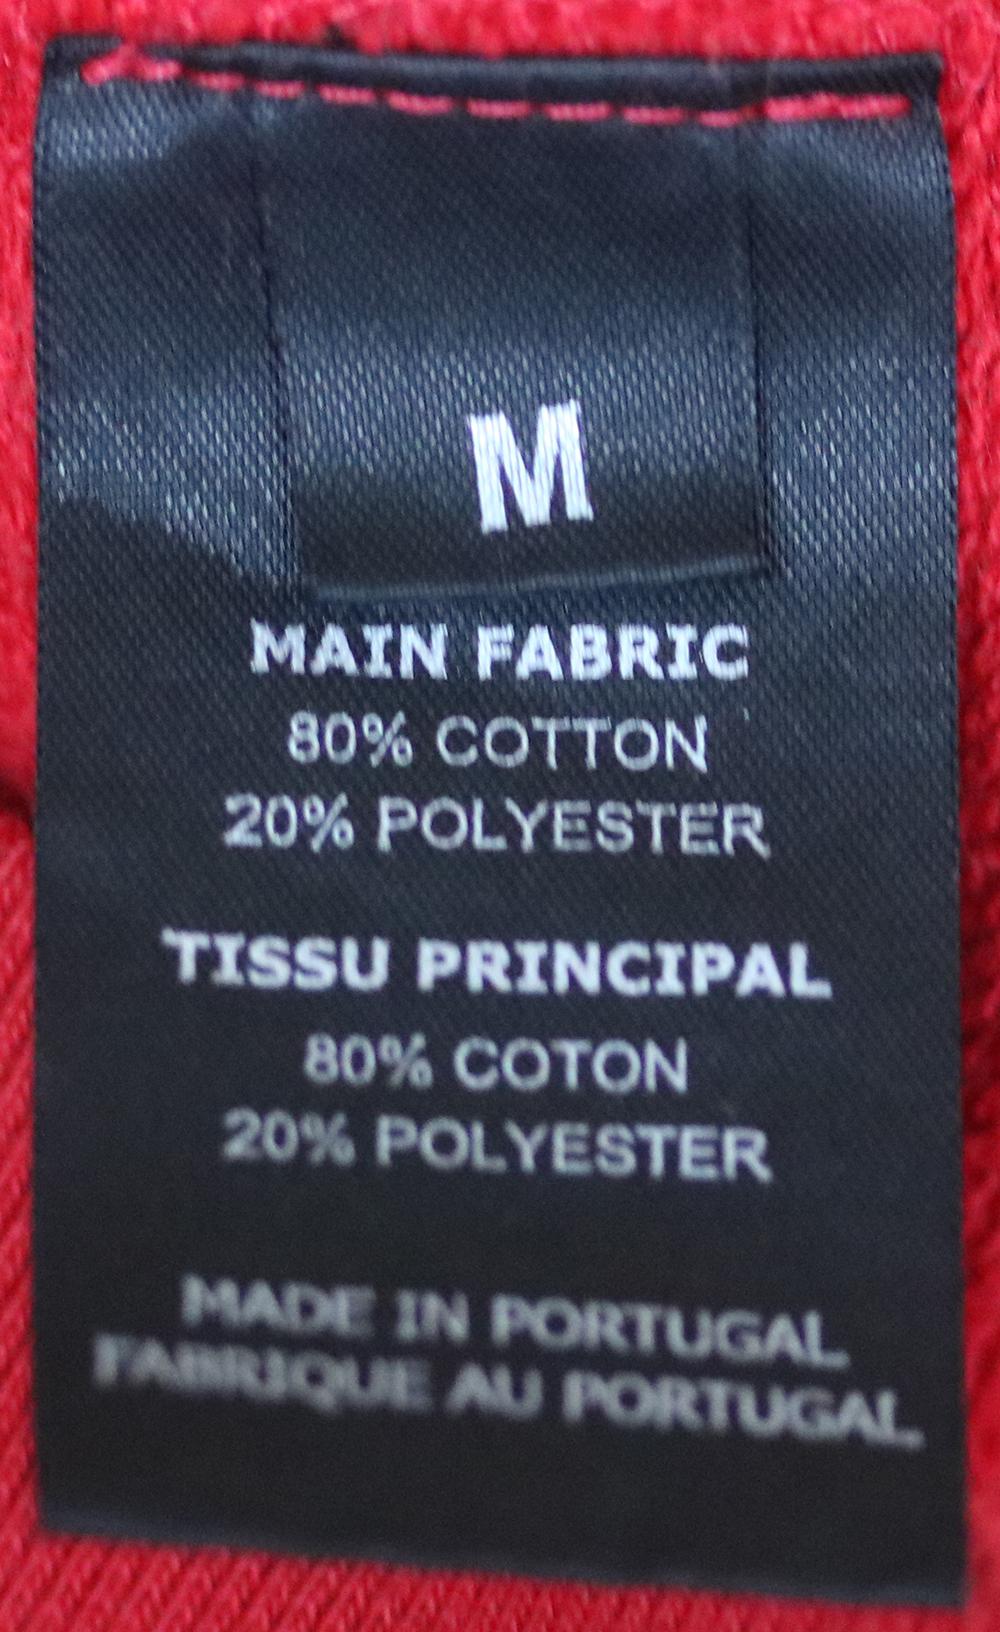 M
MAIN FABRIC
80% COTTON
20% POLYESTER
TISSU PRINCIPAL
80% COTON
20% POLYESTER
MADE IN PORTUGAL
FABRIQUE AU PORTUGAL